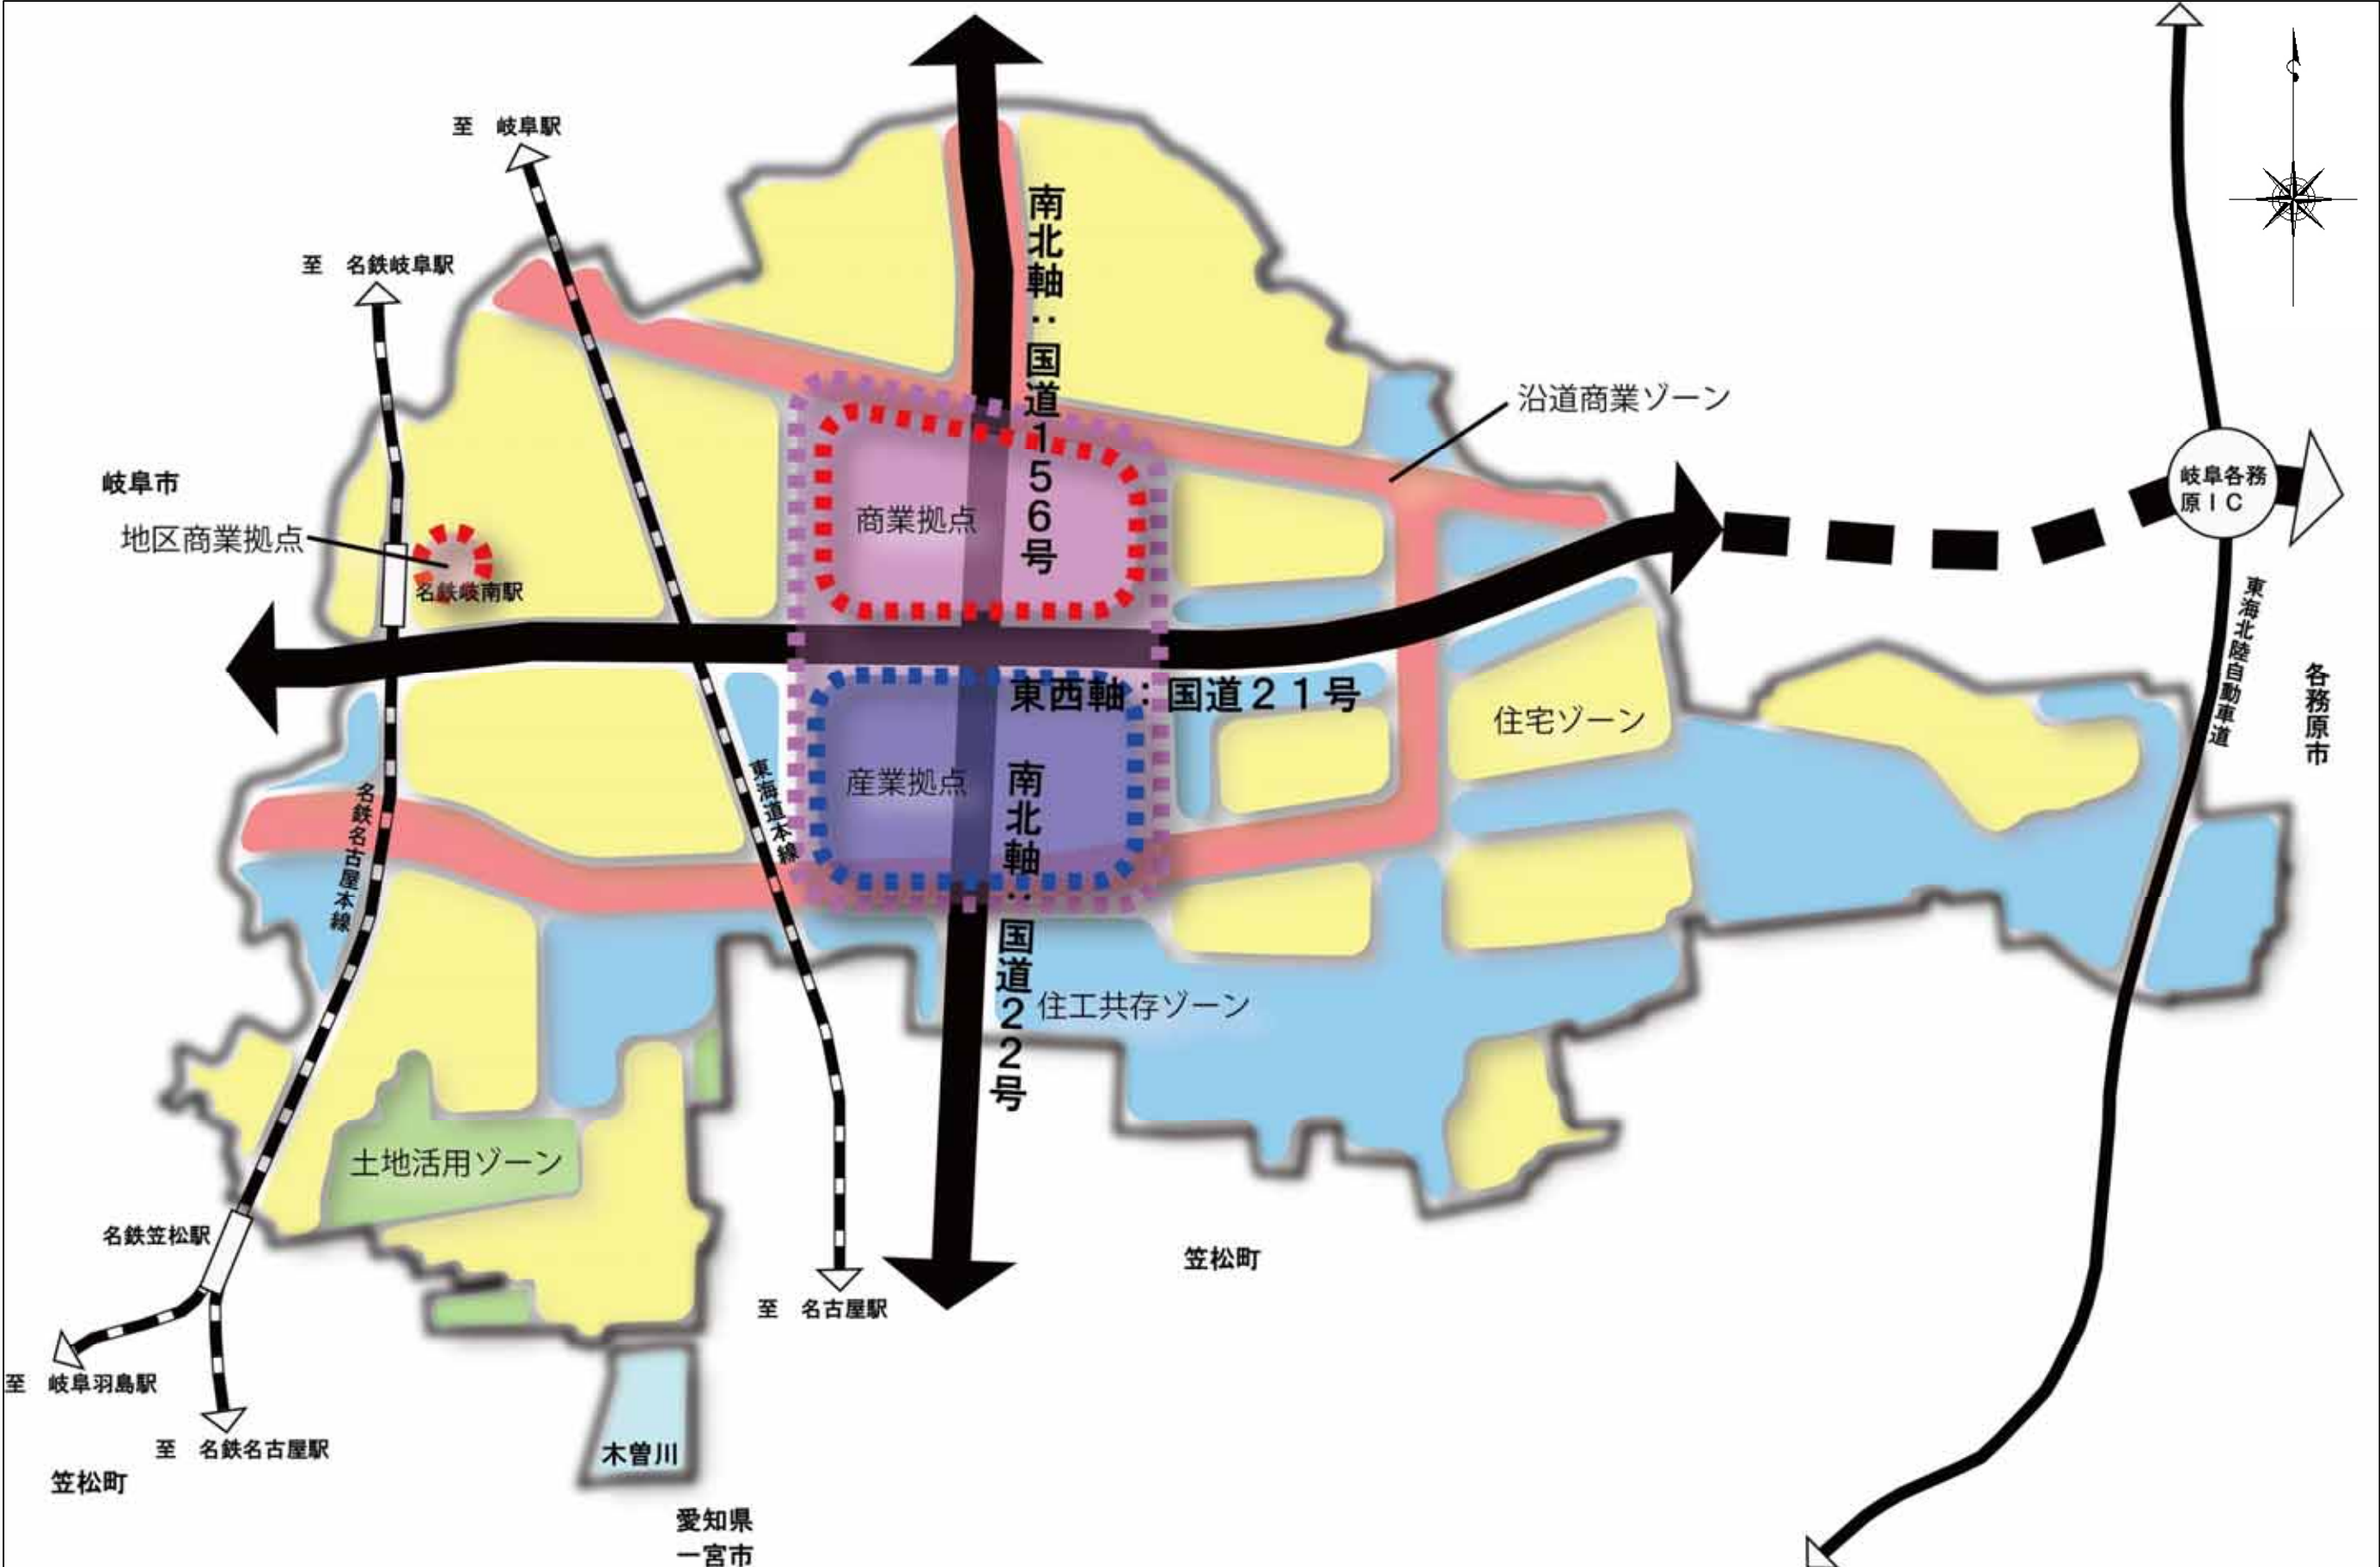 至　岐阜駅
至　名鉄岐阜駅
南北軸：国道１５６号
沿道商業ゾーン
岐阜市
地区商業拠点
商業拠点
岐阜各務
原ＩＣ
名鉄岐南駅
東海北陸自動車道
各務原市
東西軸：国道２１号
住宅ゾーン
産業拠点
東海道本線
名鉄名古屋本線
南北軸：国道２２号
住工共存ゾーン
土地活用ゾーン
名鉄笠松駅
笠松町
至　名古屋駅
至　岐阜羽島駅
至　名鉄名古屋駅
木曽川
笠松町
愛知県
一宮市